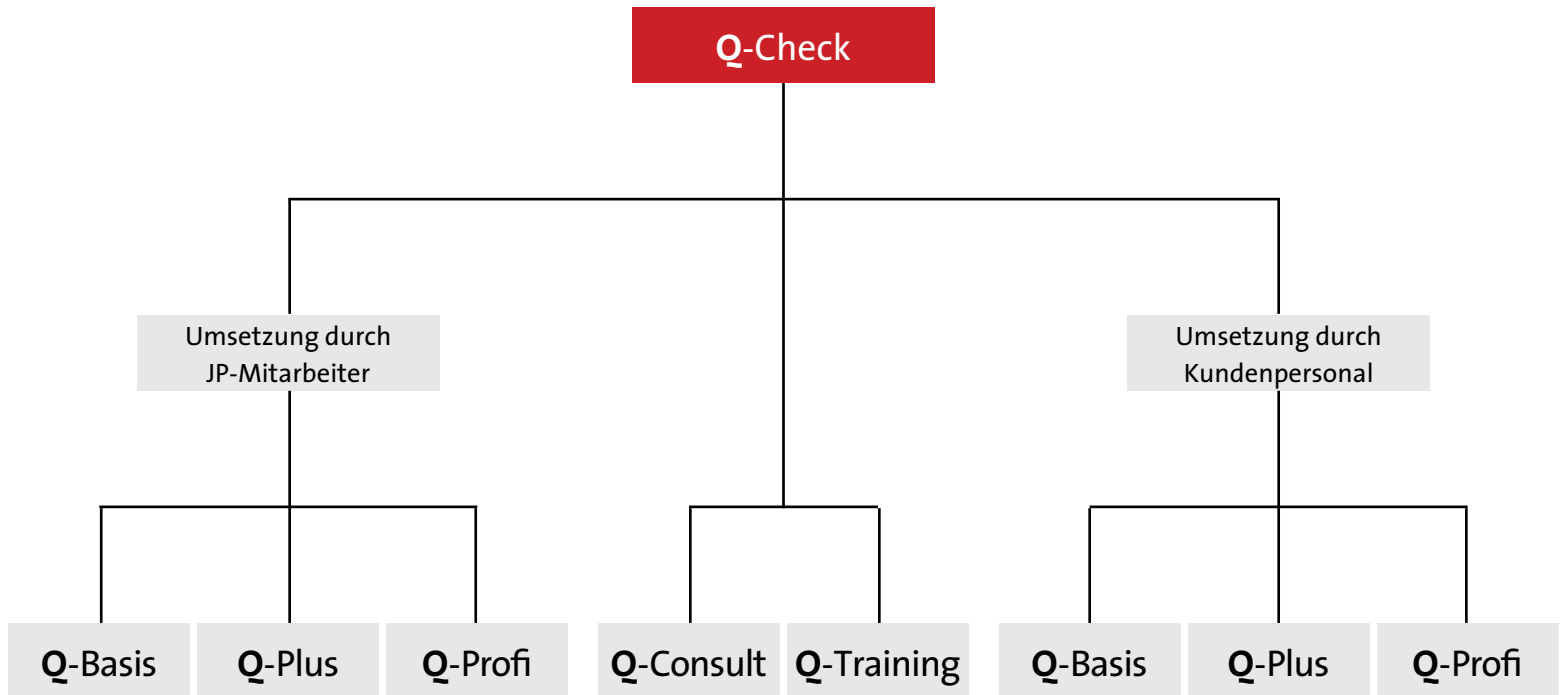 Q-Check
Umsetzung durch
JP-Mitarbeiter
Umsetzung durch
Kundenpersonal
Q-Basis
Q-Plus
Q-Profi
Q-Consult
Q-Training
Q-Basis
Q-Plus
Q-Profi